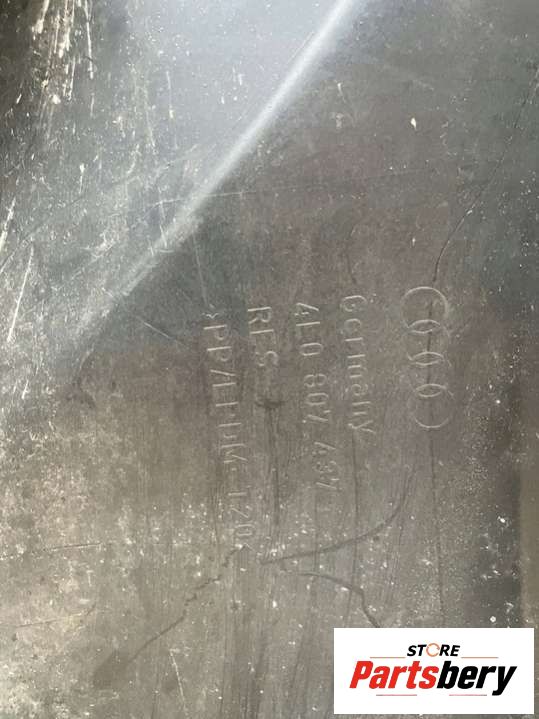 Germany
4L0 807 437
RES
>PP/EPDM-T20<
STORE
Partsbery